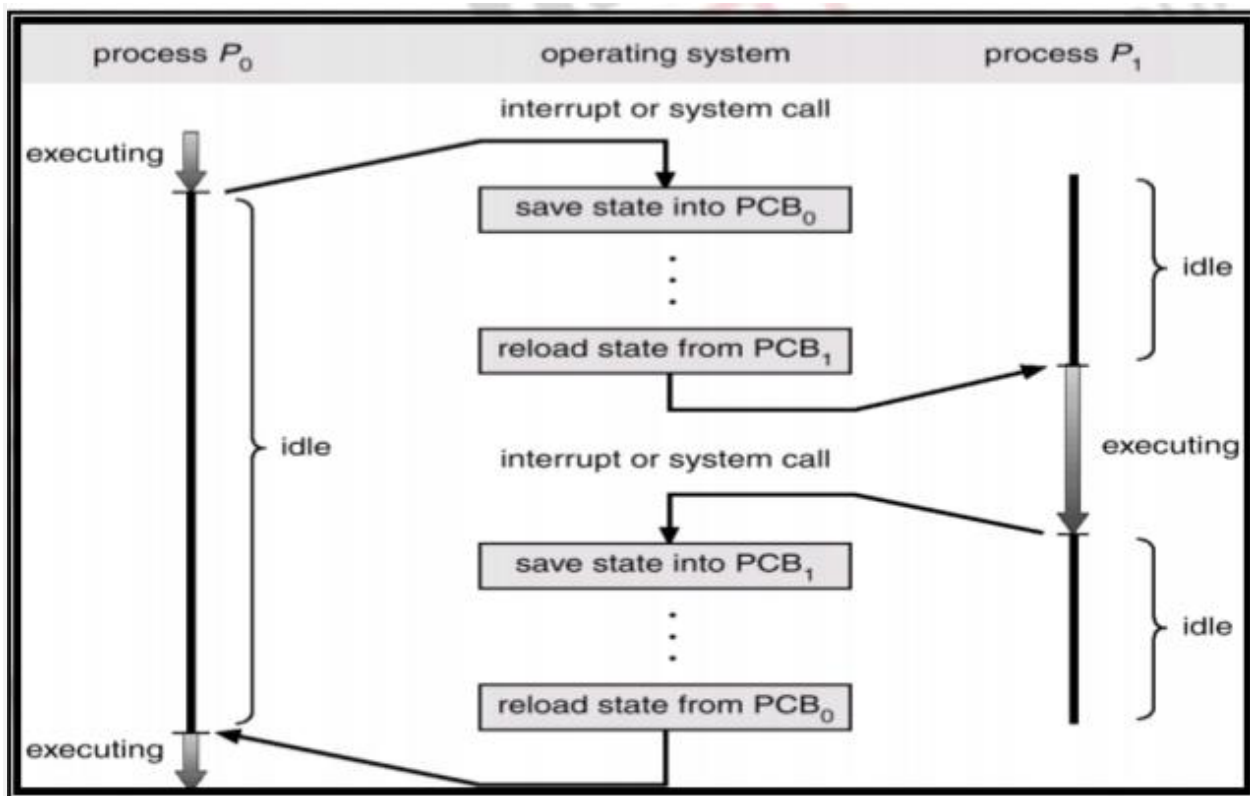 process P₀ operating system process P₁
interrupt or system call
executing
save state into PCB₀
idle
reload state from PCB₁
idle
interrupt or system call
executing
save state into PCB₁
idle
reload state from PCB₀
executing